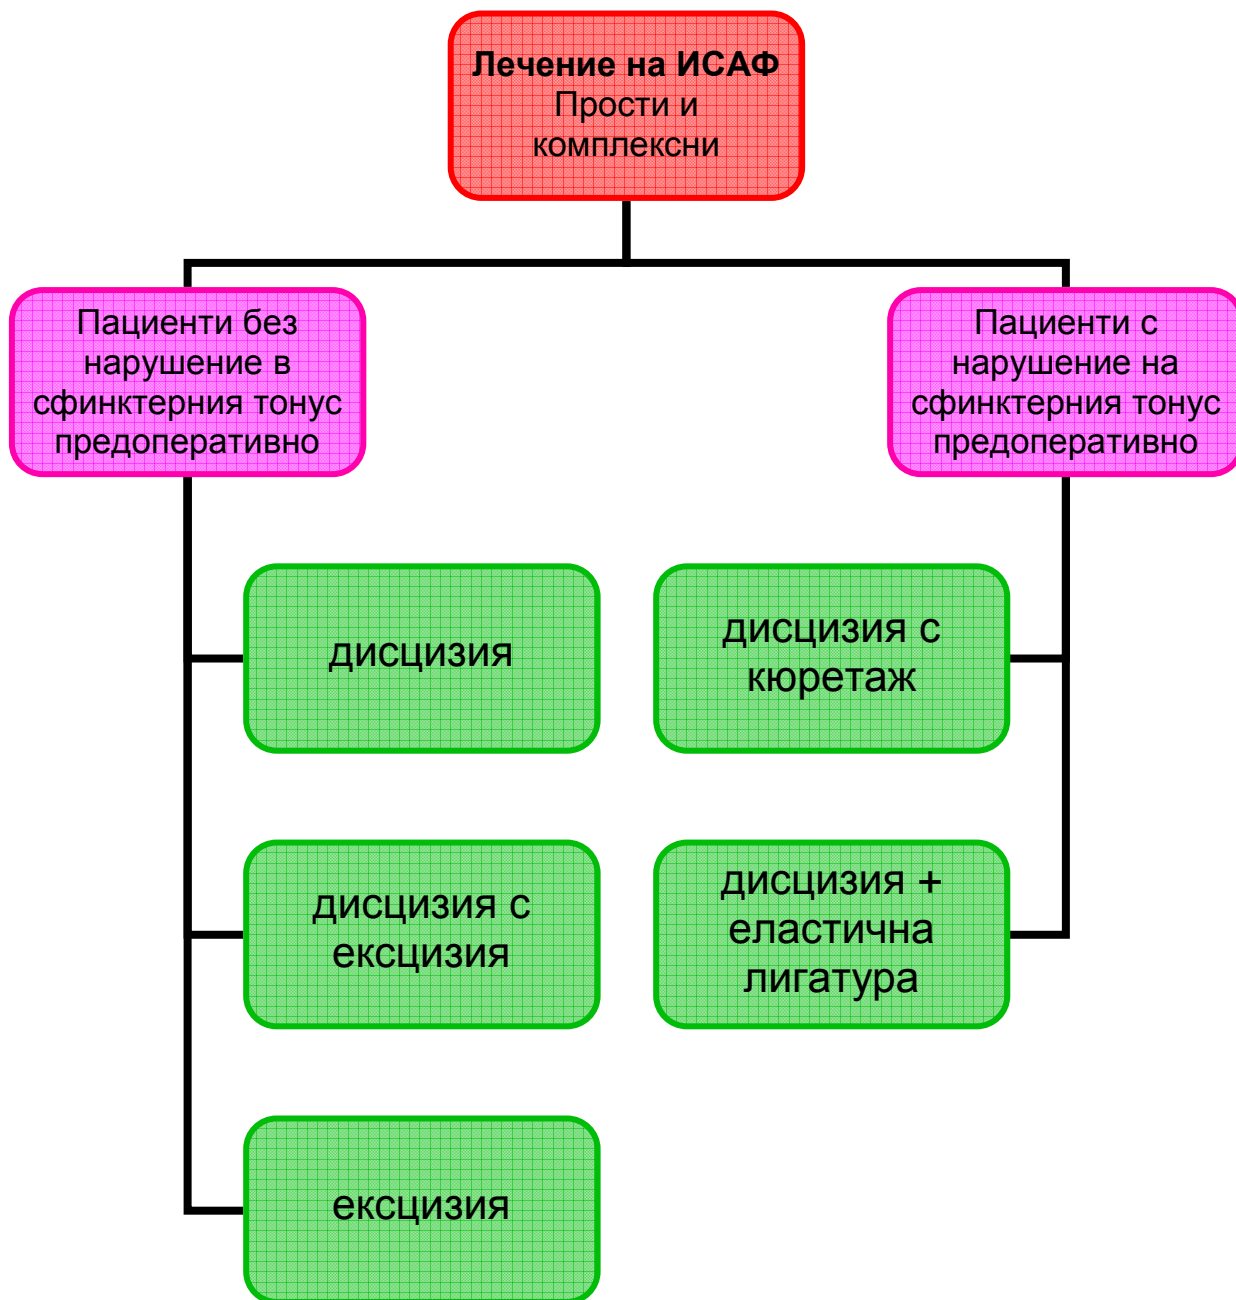 Лечение на ИСАФ
Прости и
комплексни
Пациенти без
нарушение в
сфинктерния тонус
предоперативно
Пациенти с
нарушение на
сфинктерния тонус
предоперативно
дисцизия
дисцизия с
кюретаж
дисцизия с
ексцизия
дисцизия +
еластична
лигатура
ексцизия